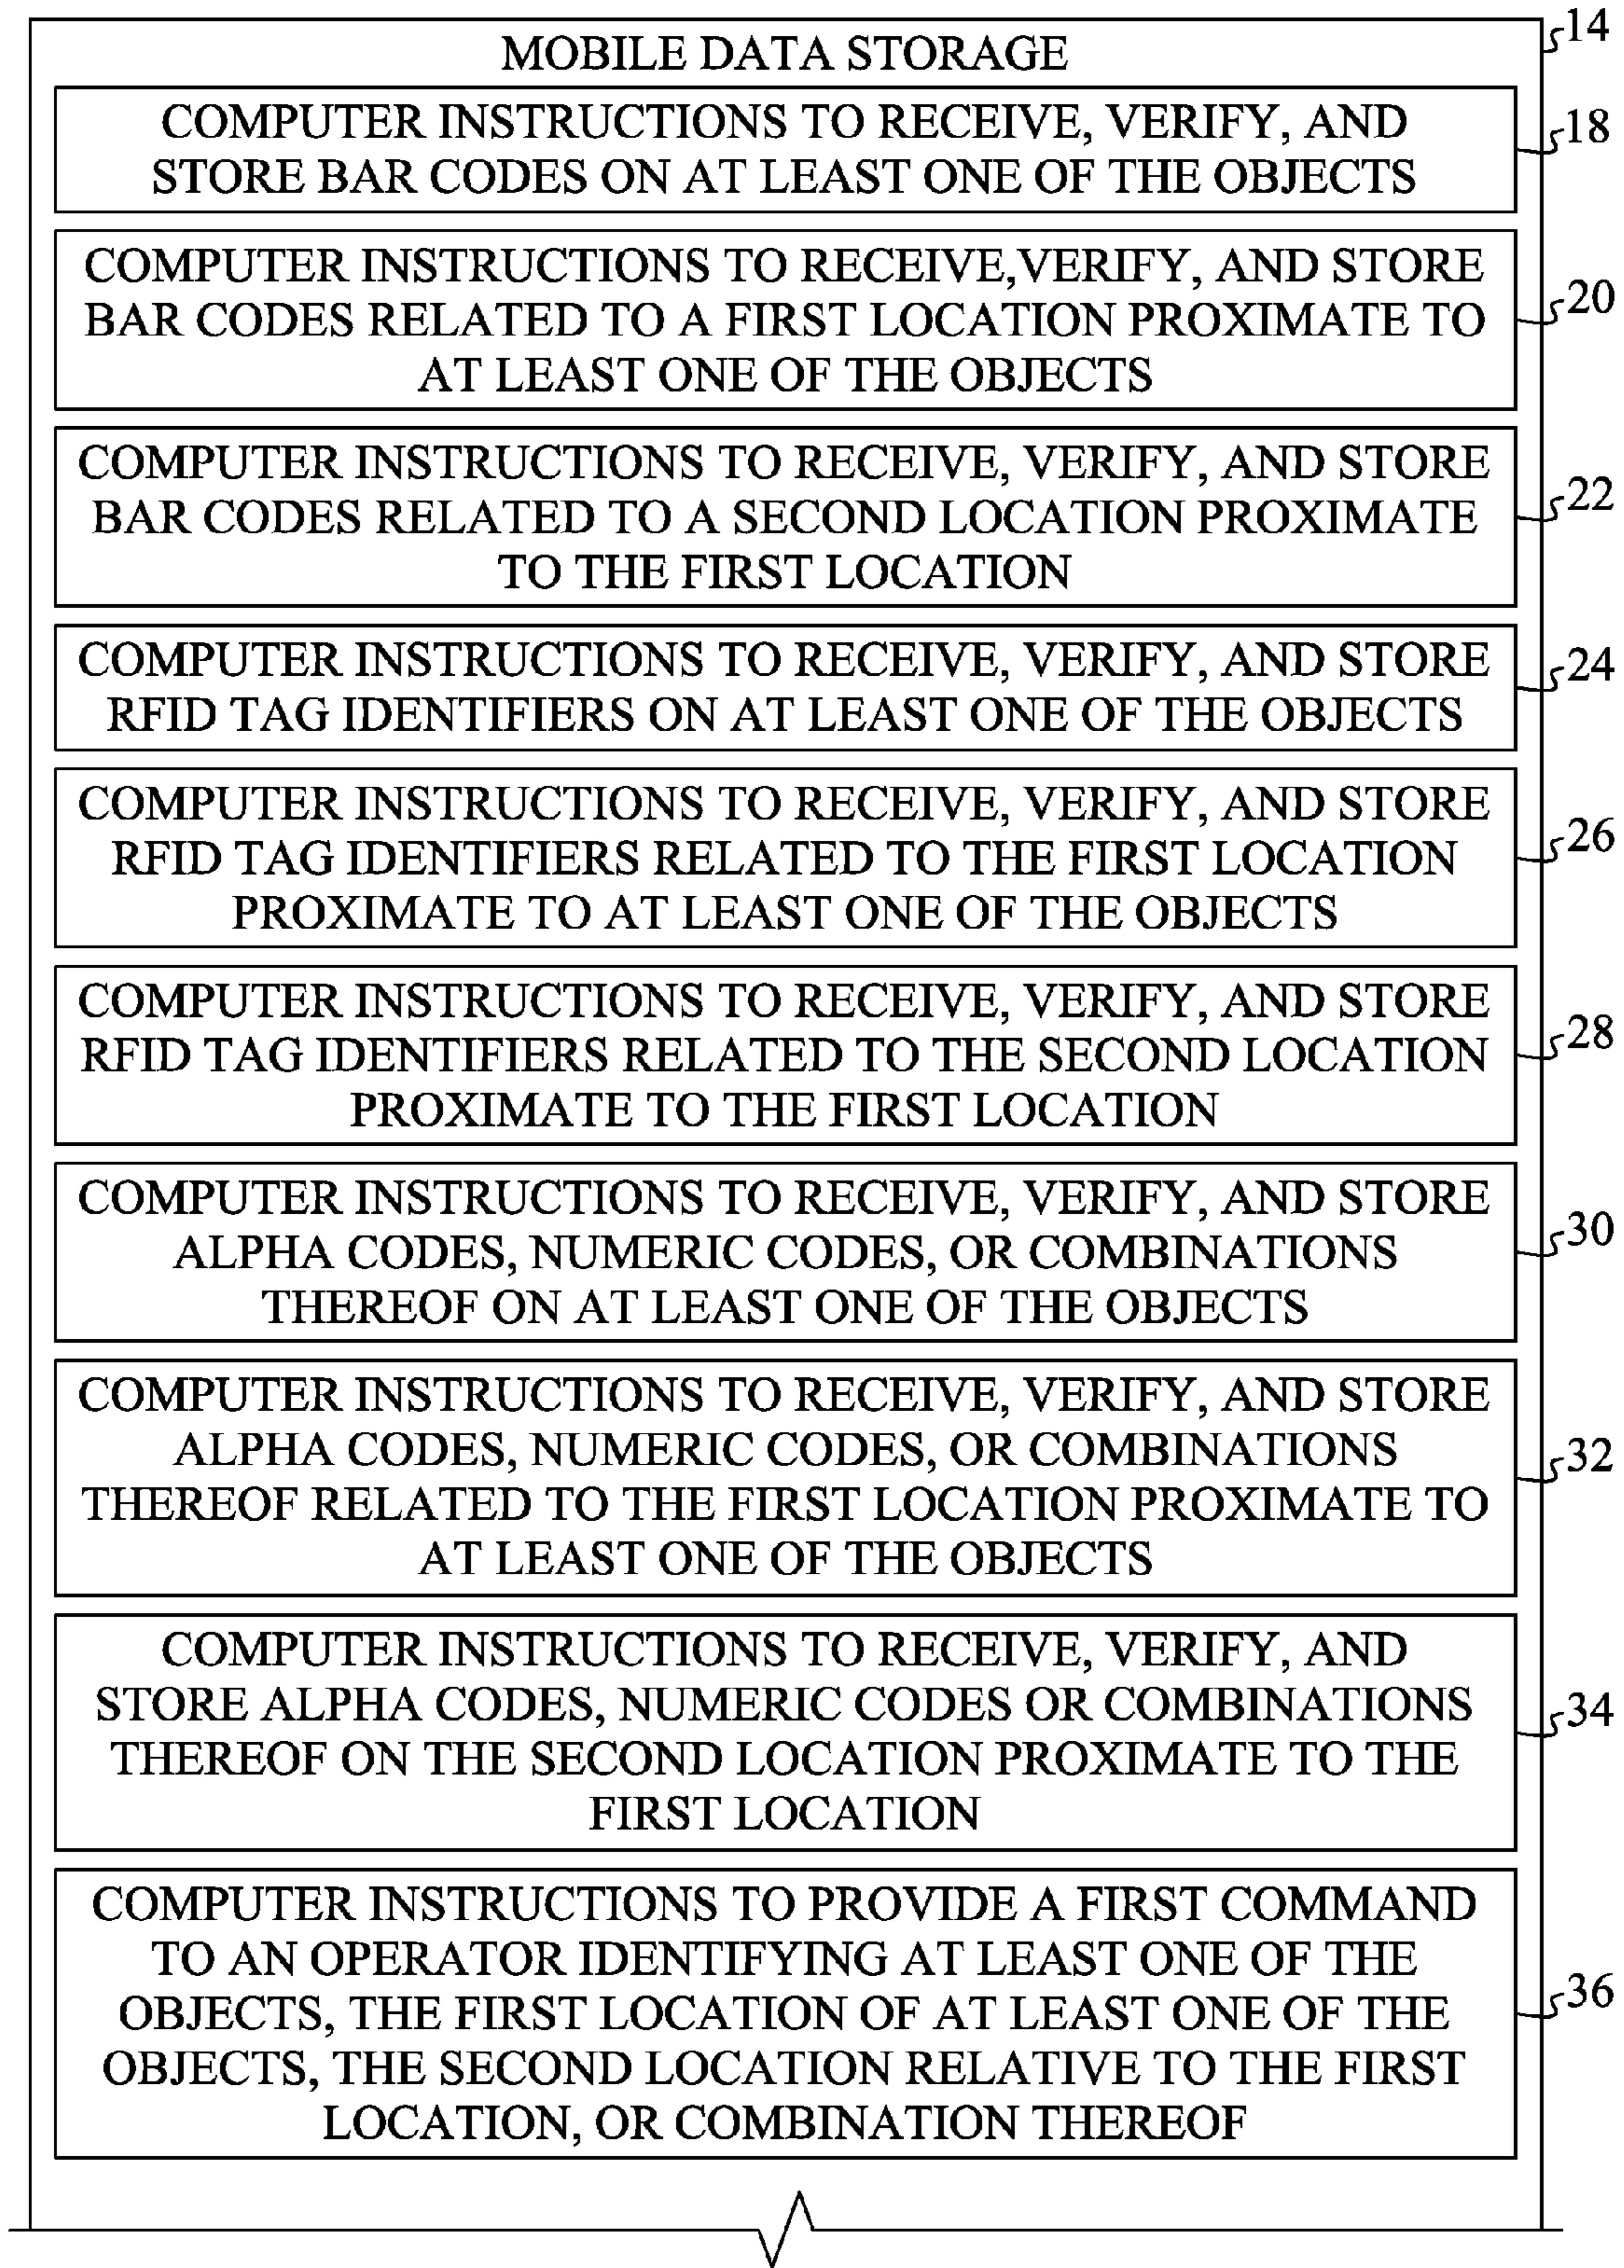 MOBILE DATA STORAGE
14
COMPUTER INSTRUCTIONS TO RECEIVE, VERIFY, AND
STORE BAR CODES ON AT LEAST ONE OF THE OBJECTS
18
COMPUTER INSTRUCTIONS TO RECEIVE,VERIFY, AND STORE
BAR CODES RELATED TO A FIRST LOCATION PROXIMATE TO
AT LEAST ONE OF THE OBJECTS
20
COMPUTER INSTRUCTIONS TO RECEIVE, VERIFY, AND STORE
BAR CODES RELATED TO A SECOND LOCATION PROXIMATE
TO THE FIRST LOCATION
22
COMPUTER INSTRUCTIONS TO RECEIVE, VERIFY, AND STORE
RFID TAG IDENTIFIERS ON AT LEAST ONE OF THE OBJECTS
24
COMPUTER INSTRUCTIONS TO RECEIVE, VERIFY, AND STORE
RFID TAG IDENTIFIERS RELATED TO THE FIRST LOCATION
PROXIMATE TO AT LEAST ONE OF THE OBJECTS
26
COMPUTER INSTRUCTIONS TO RECEIVE, VERIFY, AND STORE
RFID TAG IDENTIFIERS RELATED TO THE SECOND LOCATION
PROXIMATE TO THE FIRST LOCATION
28
COMPUTER INSTRUCTIONS TO RECEIVE, VERIFY, AND STORE
ALPHA CODES, NUMERIC CODES, OR COMBINATIONS
THEREOF ON AT LEAST ONE OF THE OBJECTS
30
COMPUTER INSTRUCTIONS TO RECEIVE, VERIFY, AND STORE
ALPHA CODES, NUMERIC CODES, OR COMBINATIONS
THEREOF RELATED TO THE FIRST LOCATION PROXIMATE TO
AT LEAST ONE OF THE OBJECTS
32
COMPUTER INSTRUCTIONS TO RECEIVE, VERIFY, AND
STORE ALPHA CODES, NUMERIC CODES OR COMBINATIONS
THEREOF ON THE SECOND LOCATION PROXIMATE TO THE
FIRST LOCATION
34
COMPUTER INSTRUCTIONS TO PROVIDE A FIRST COMMAND
TO AN OPERATOR IDENTIFYING AT LEAST ONE OF THE
OBJECTS, THE FIRST LOCATION OF AT LEAST ONE OF THE
OBJECTS, THE SECOND LOCATION RELATIVE TO THE FIRST
LOCATION, OR COMBINATION THEREOF
36